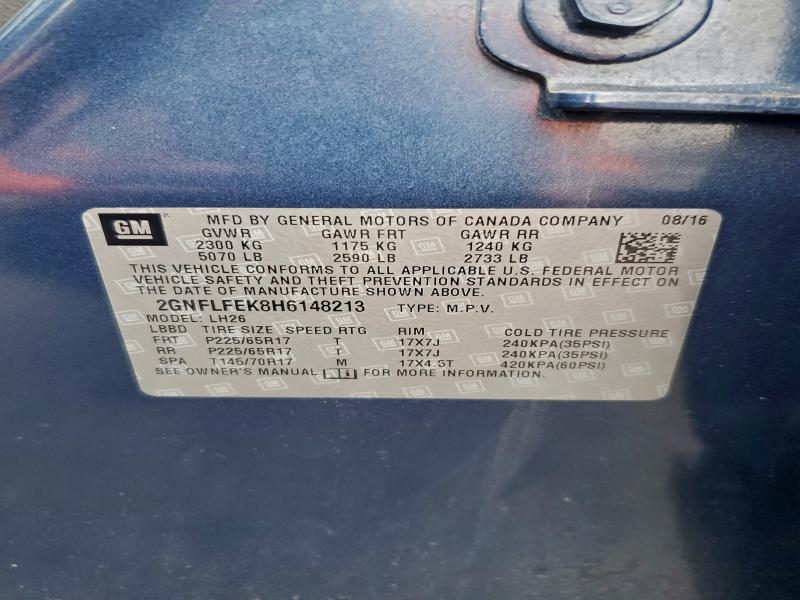 GM MFD BY GENERAL MOTORS OF CANADA COMPANY 08/16
GVWR GAWR FRT GAWR RR
2300 KG 1175 KG 1240 KG
5070 LB 2590 LB 2733 LB
THIS VEHICLE CONFORMS TO ALL APPLICABLE U.S. FEDERAL MOTOR
VEHICLE SAFETY AND THEFT PREVENTION STANDARDS IN EFFECT ON
THE DATE OF MANUFACTURE SHOWN ABOVE.
2GNFLFEK8H6148213 TYPE: M.P.V.
MODEL: LH26
LBBD TIRE SIZE SPEED RTG RIM COLD TIRE PRESSURE
FRT P225/65R17 T 17X7J 240KPA(35PSI)
RR P225/65R17 T 17X7J 240KPA(35PSI)
SPA T145/70R17 M 17X4.5T 420KPA(60PSI)
SEE OWNER'S MANUAL FOR MORE INFORMATION.